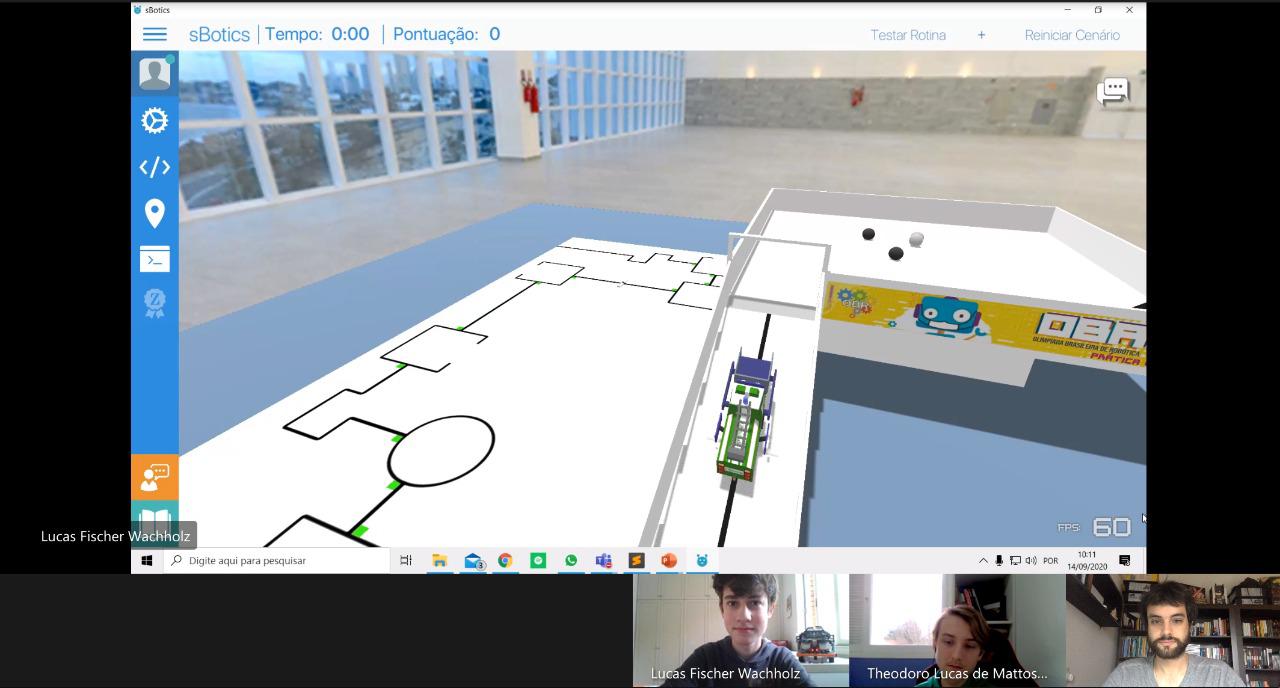 sBotics
sBotics Tempo: 0:00 Pontuação: 0
Testar Rotina + Reiniciar Cenário
OBR
OLIMPÍADA BRASILEIRA DE ROBÓTICA
PRÁTICA
FPS: 60
Lucas Fischer Wachholz
Digite aqui para pesquisar
3
POR
10:11
14/09/2020
Lucas Fischer Wachholz
Theodoro Lucas de Mattos...